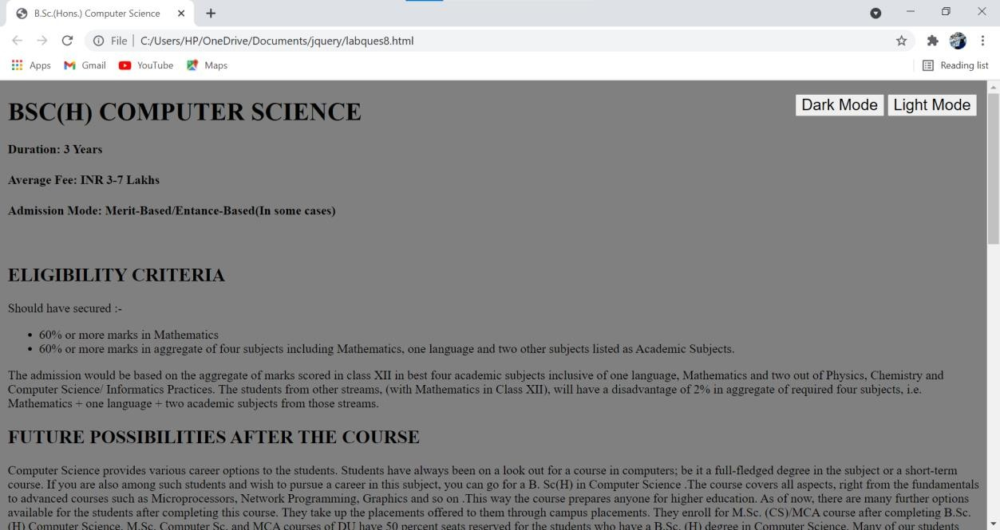 B.Sc.(Hons.) Computer Science
File
C:/Users/HP/OneDrive/Documents/jquery/labques8.html
Apps Gmail YouTube Maps Reading list
BSC(H) COMPUTER SCIENCE
Dark Mode Light Mode
Duration: 3 Years
Average Fee: INR 3-7 Lakhs
Admission Mode: Merit-Based/Entance-Based(In some cases)
ELIGIBILITY CRITERIA
Should have secured :-
• 60% or more marks in Mathematics
• 60% or more marks in aggregate of four subjects including Mathematics, one language and two other subjects listed as Academic Subjects.
The admission would be based on the aggregate of marks scored in class XII in best four academic subjects inclusive of one language, Mathematics and two out of Physics, Chemistry and
Computer Science/ Informatics Practices. The students from other streams, (with Mathematics in Class XII), will have a disadvantage of 2% in aggregate of required four subjects, i.e.
Mathematics + one language + two academic subjects from those streams.
FUTURE POSSIBILITIES AFTER THE COURSE
Computer Science provides various career options to the students. Students have always been on a look out for a course in computers; be it a full-fledged degree in the subject or a short-term
course. If you are also among such students and wish to pursue a career in this subject, you can go for a B. Sc(H) in Computer Science .The course covers all aspects, right from the fundamentals
to advanced courses such as Microprocessors, Network Programming, Graphics and so on .This way the course prepares anyone for higher education. As of now, there are many further options
available for the students after completing this course. They take up the placements offered to them through campus placements. They enroll for M.Sc. (CS)/MCA course after completing B.Sc.
(H) Computer Science. M.Sc. Computer Sc. and MCA courses of DU have 50 percent seats reserved for the students who have a B.Sc. (H) degree in Computer Science. Many of our students